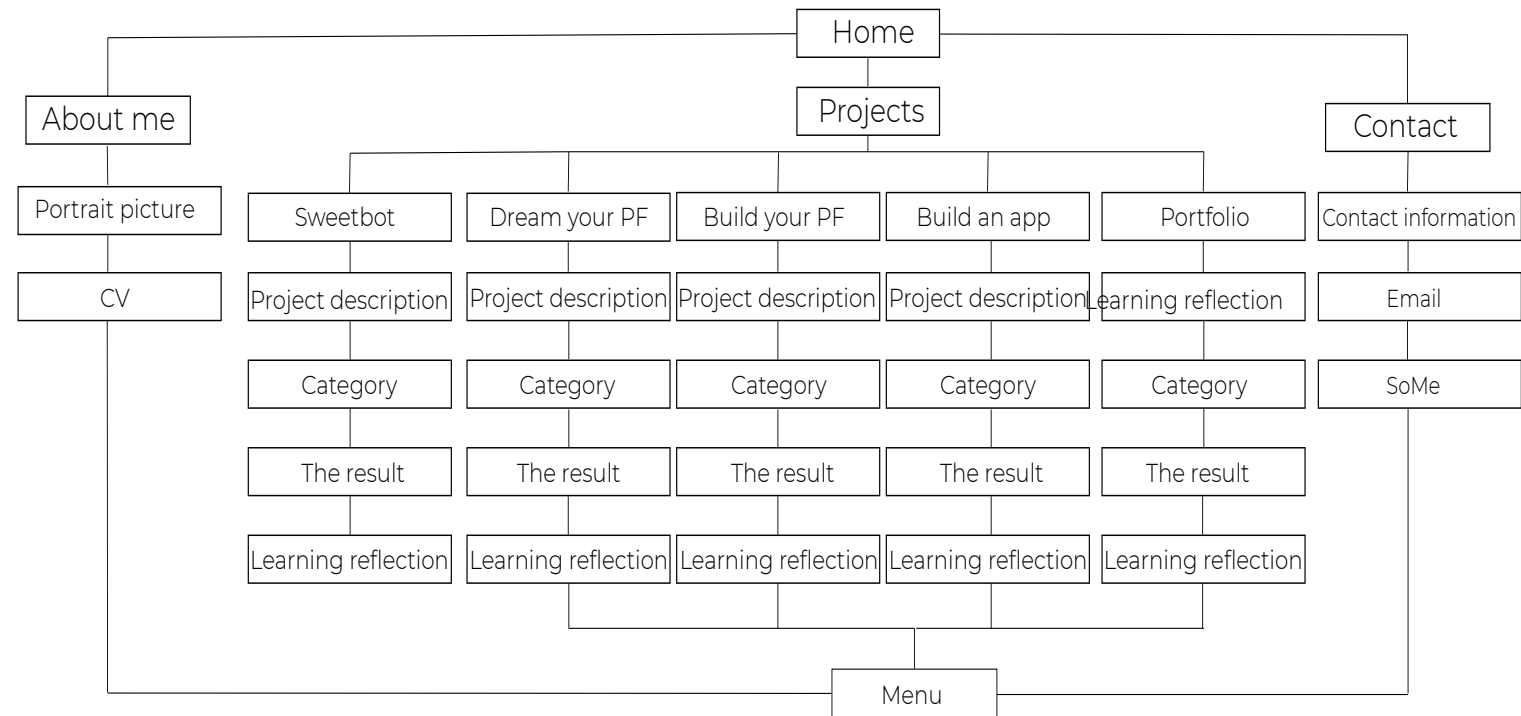 Home
Projects
About me
Contact
Portrait picture
Sweetbot
Dream your PF
Build your PF
Build an app
Portfolio
Contact information
CV
Project description
Project description
Project description
Project description
Learning reflection
Email
Category
Category
Category
Category
Category
SoMe
The result
The result
The result
The result
The result
Learning reflection
Learning reflection
Learning reflection
Learning reflection
Learning reflection
Menu